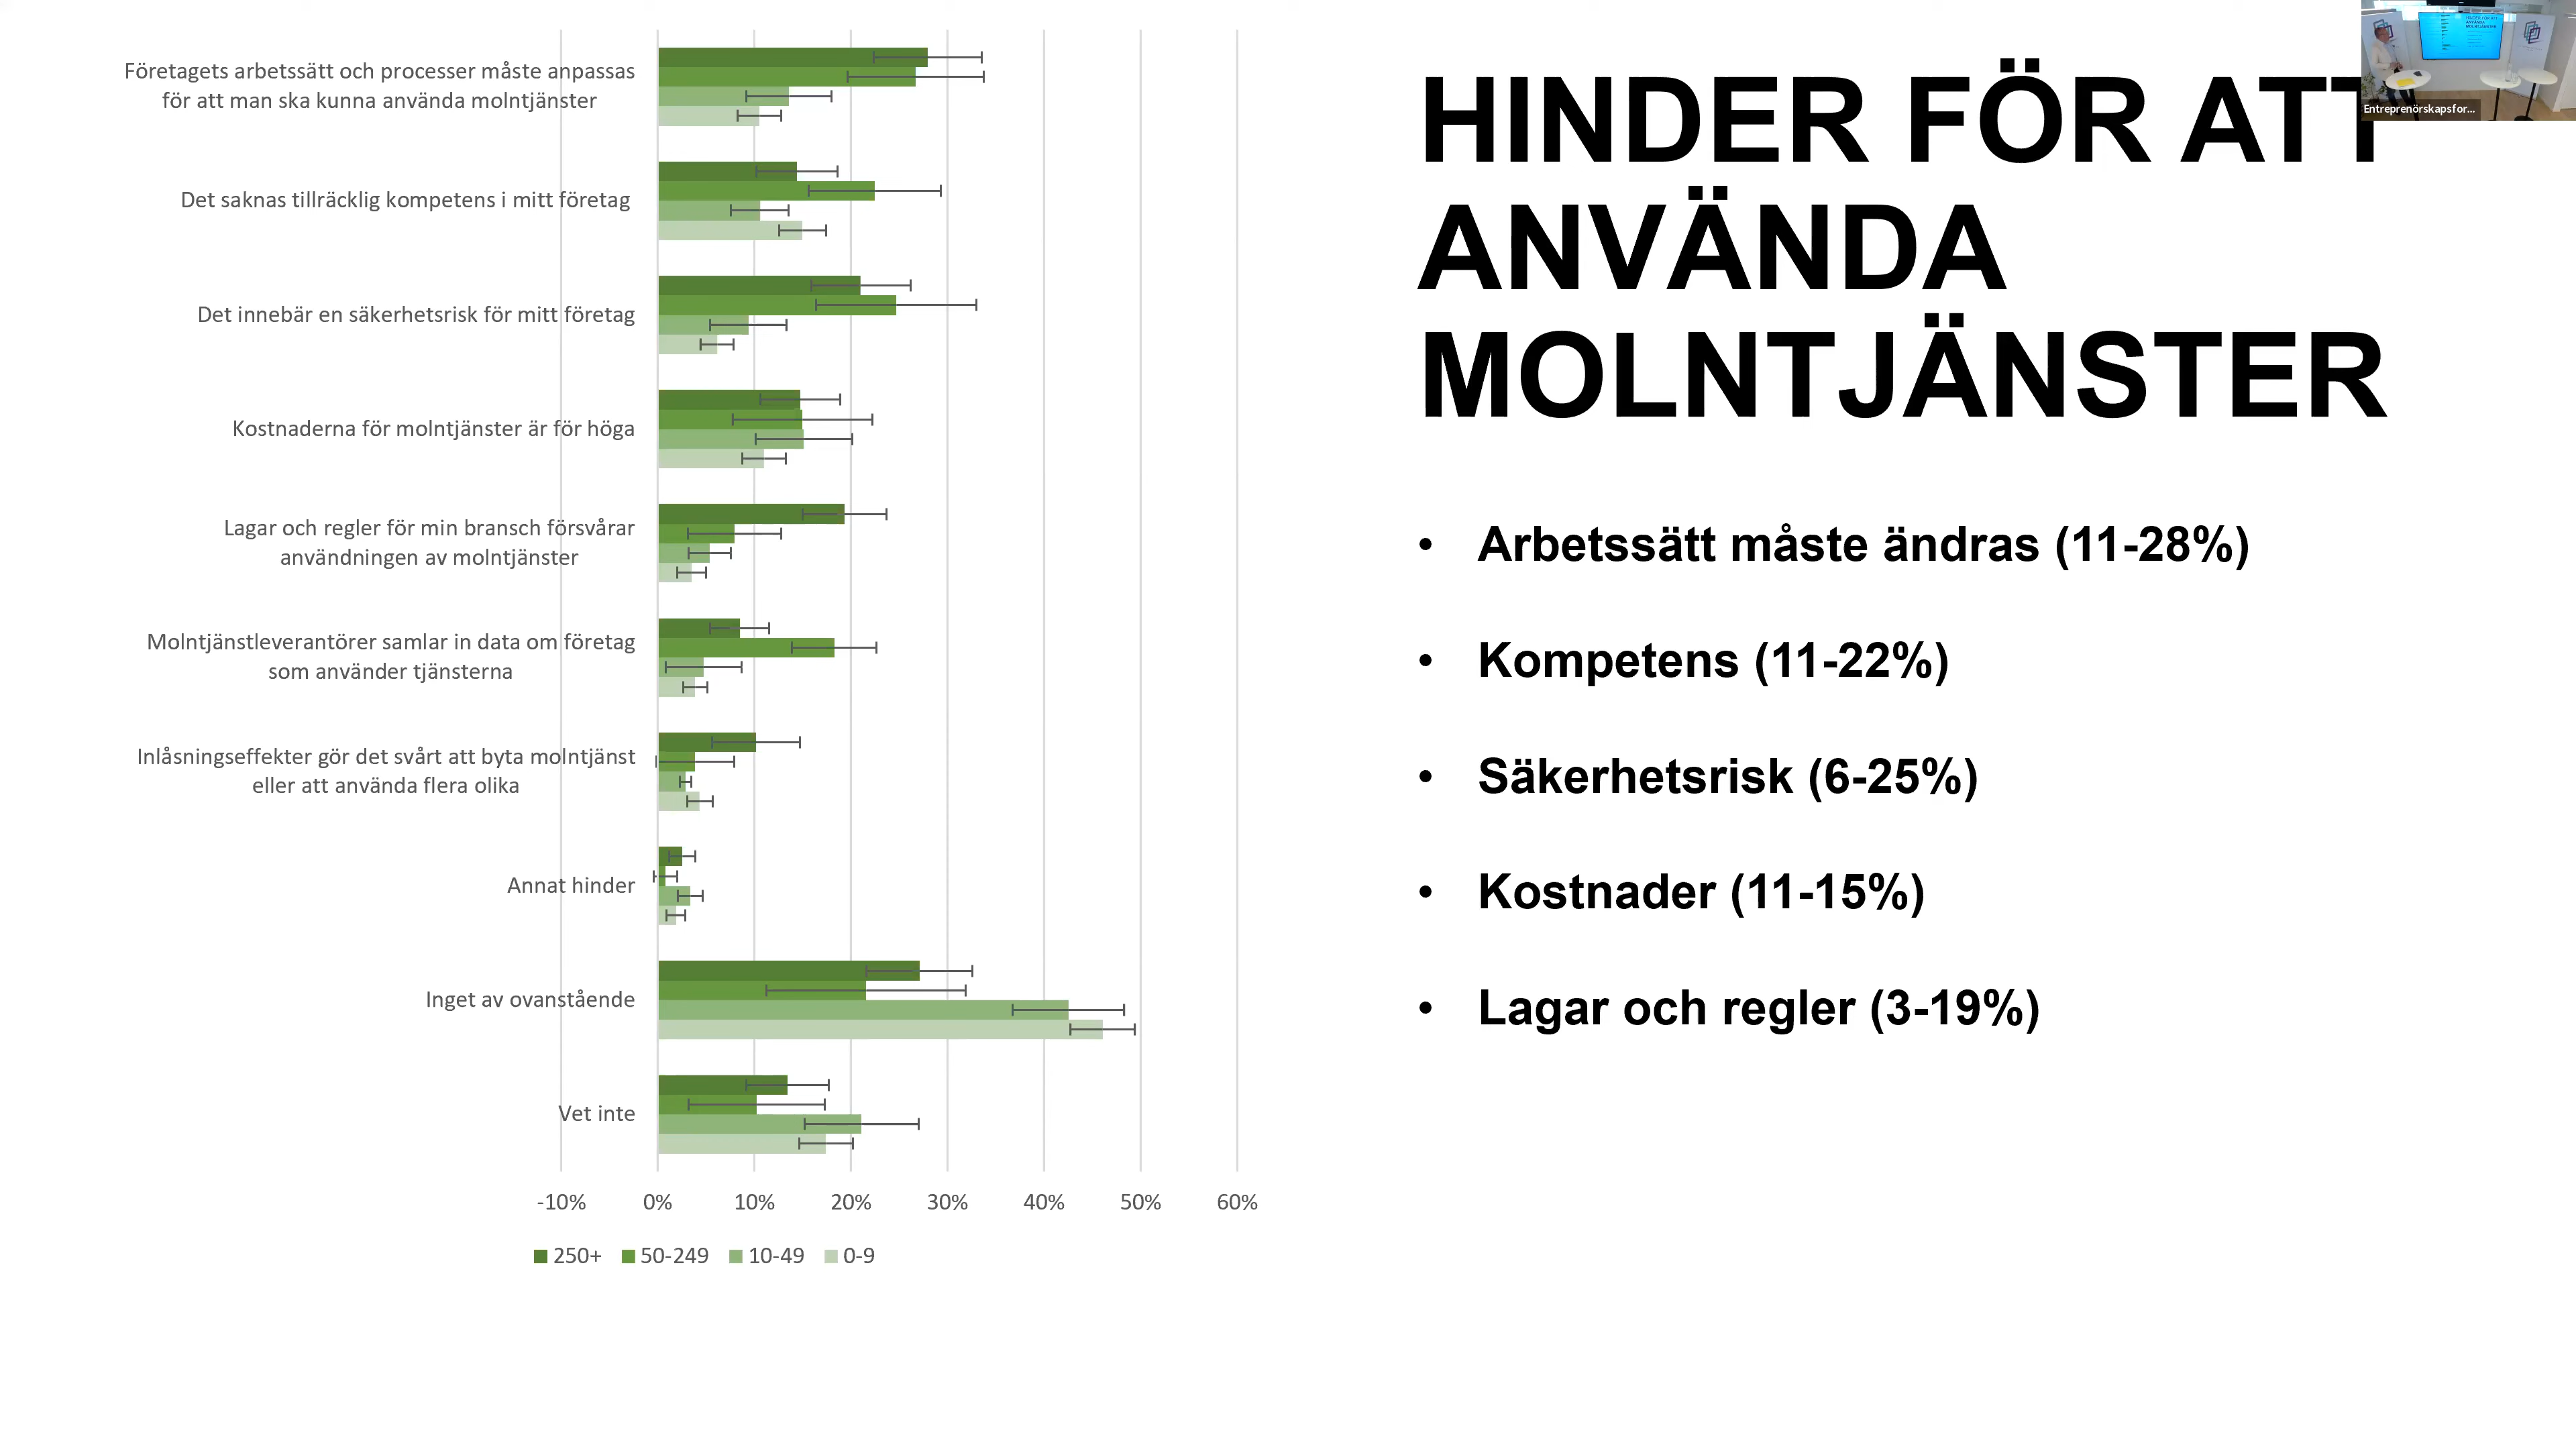 Företagets arbetssätt och processer måste anpassas
för att man ska kunna använda molntjänster
Det saknas tillräcklig kompetens i mitt företag
Det innebär en säkerhetsrisk för mitt företag
Kostnaderna för molntjänster är för höga
Lagar och regler för min bransch försvårar
användningen av molntjänster
Molntjänstleverantörer samlar in data om företag
som använder tjänsterna
Inlåsningseffekter gör det svårt att byta molntjänst
eller att använda flera olika
Annat hinder
Inget av ovanstående
Vet inte
-10% 0% 10% 20% 30% 40% 50% 60%
250+ 50-249 10-49 0-9
HINDER FÖR ATT
ANVÄNDA
MOLNTJÄNSTER
• Arbetssätt måste ändras (11-28%)
• Kompetens (11-22%)
• Säkerhetsrisk (6-25%)
• Kostnader (11-15%)
• Lagar och regler (3-19%)
Entreprenörskapsfor...